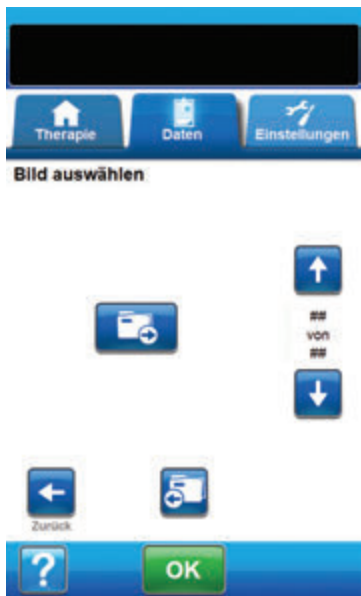 Therapie
Daten
Einstellungen
Bild auswählen
##
von
##
Zurück
?
OK